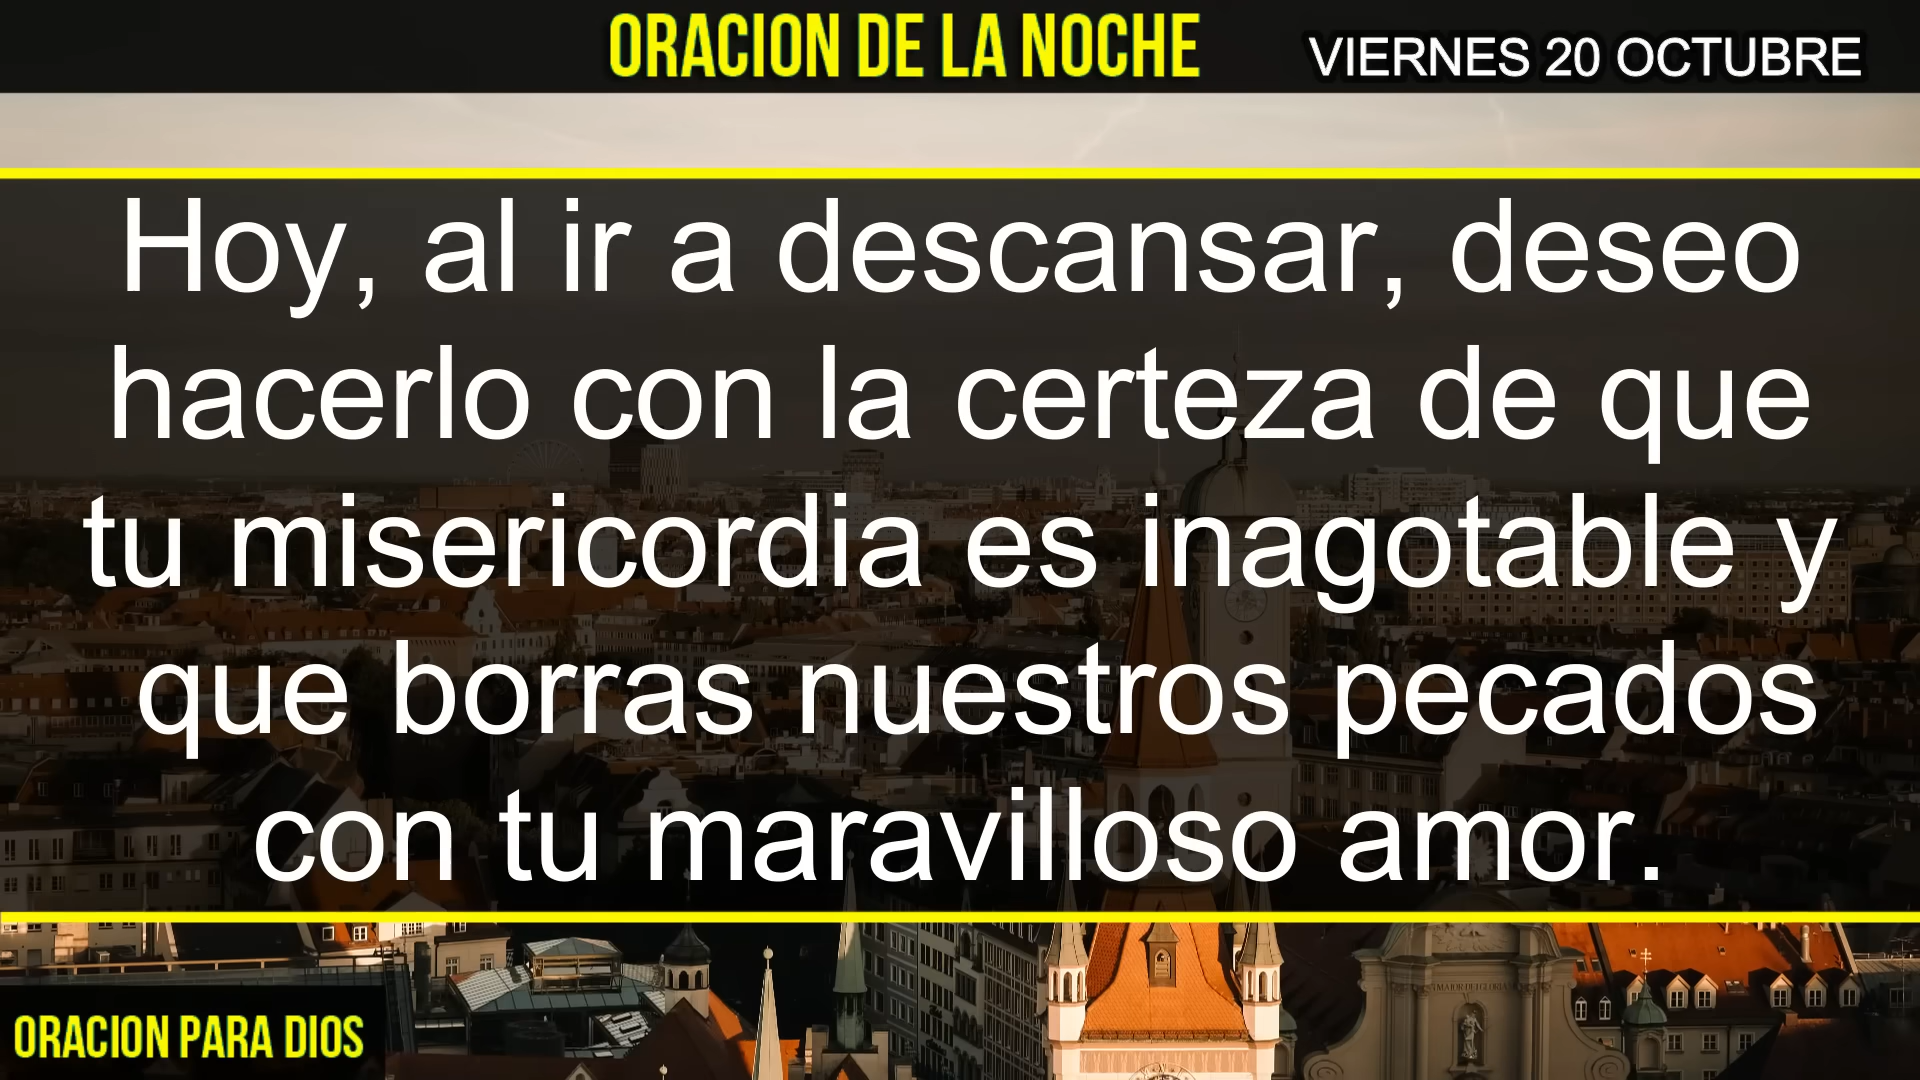 ORACION DE LA NOCHE
VIERNES 20 OCTUBRE
Hoy, al ir a descansar, deseo
hacerlo con la certeza de que
tu misericordia es inagotable y
que borras nuestros pecados
con tu maravilloso amor.
ORACION PARA DIOS